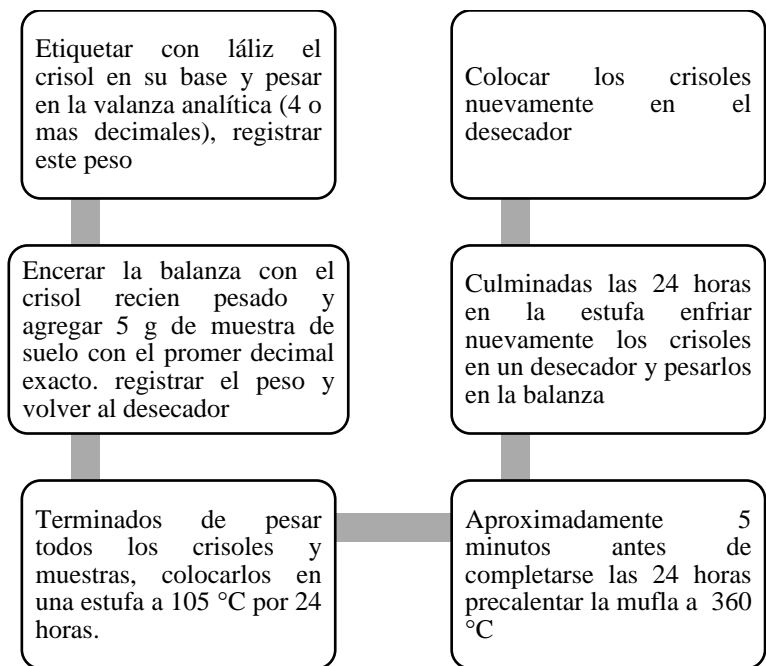 Etiquetar con láliz el
crisol en su base y pesar
en la valanza analítica (4 o
mas decimales), registrar
este peso
Encerar la balanza con el
crisol recien pesado y
agregar 5 g de muestra de
suelo con el promer decimal
exacto. registrar el peso y
volver al desecador
Terminados de pesar
todos los crisoles y
muestras, colocarlos en
una estufa a 105 °C por 24
horas.
Aproximadamente 5
minutos antes de
completarse las 24 horas
precalentar la mufla a 360
°C
Culminadas las 24 horas
en la estufa enfriar
nuevamente los crisoles
en un desecador y pesarlos
en la balanza
Colocar los crisoles
nuevamente en el
desecador